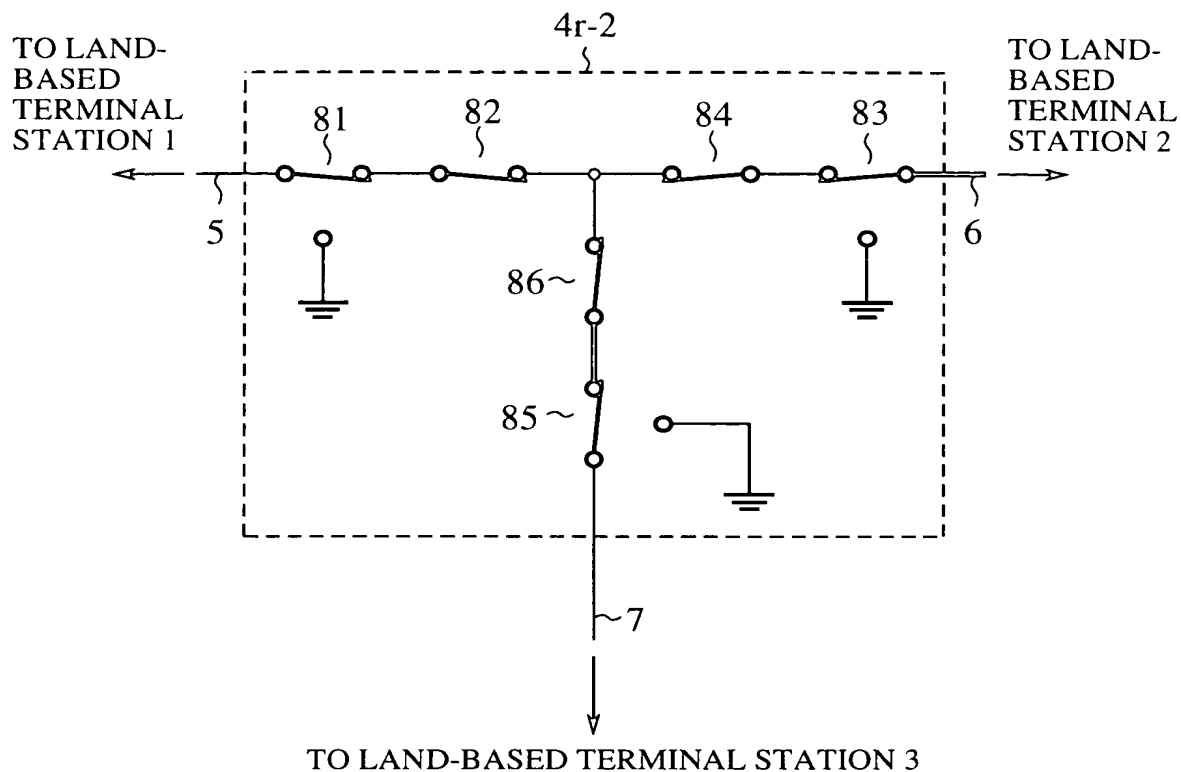 4r-2
TO LAND-
BASED
TERMINAL
STATION 1
TO LAND-
BASED
TERMINAL
STATION 2
81
82
84
83
5
6
86
85
7
TO LAND-BASED TERMINAL STATION 3